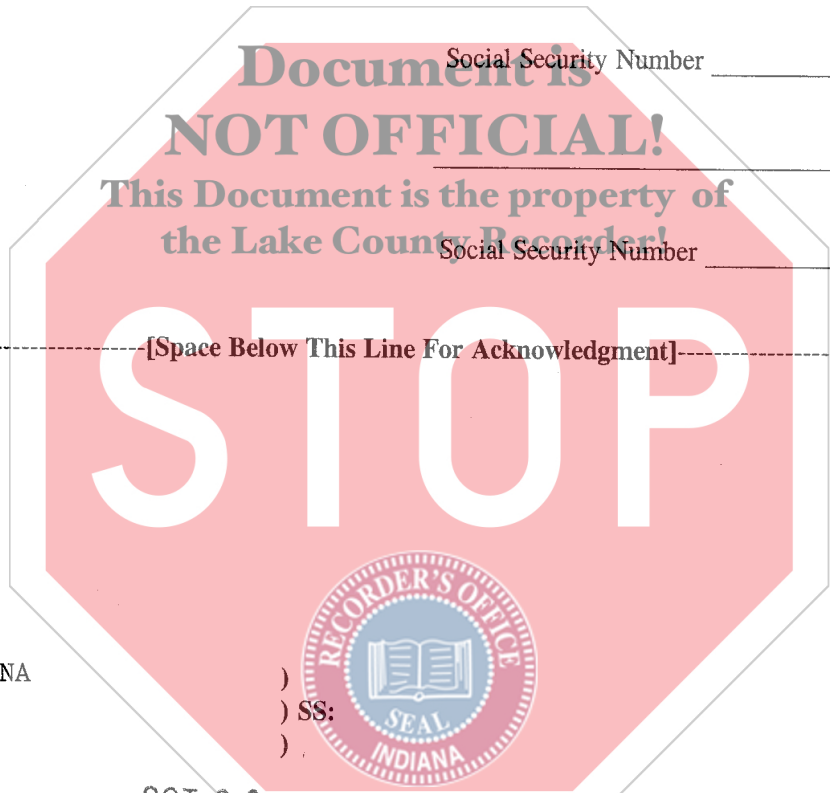 Document is
Social Security Number
NOT OFFICIAL!
This Document is the property of
the Lake County Recorder!
Social Security Number
[Space Below This Line For Acknowledgment]
STOP
RECORDER'S OFFICE
SEAL
INDIANA
NA )
) SS:
)